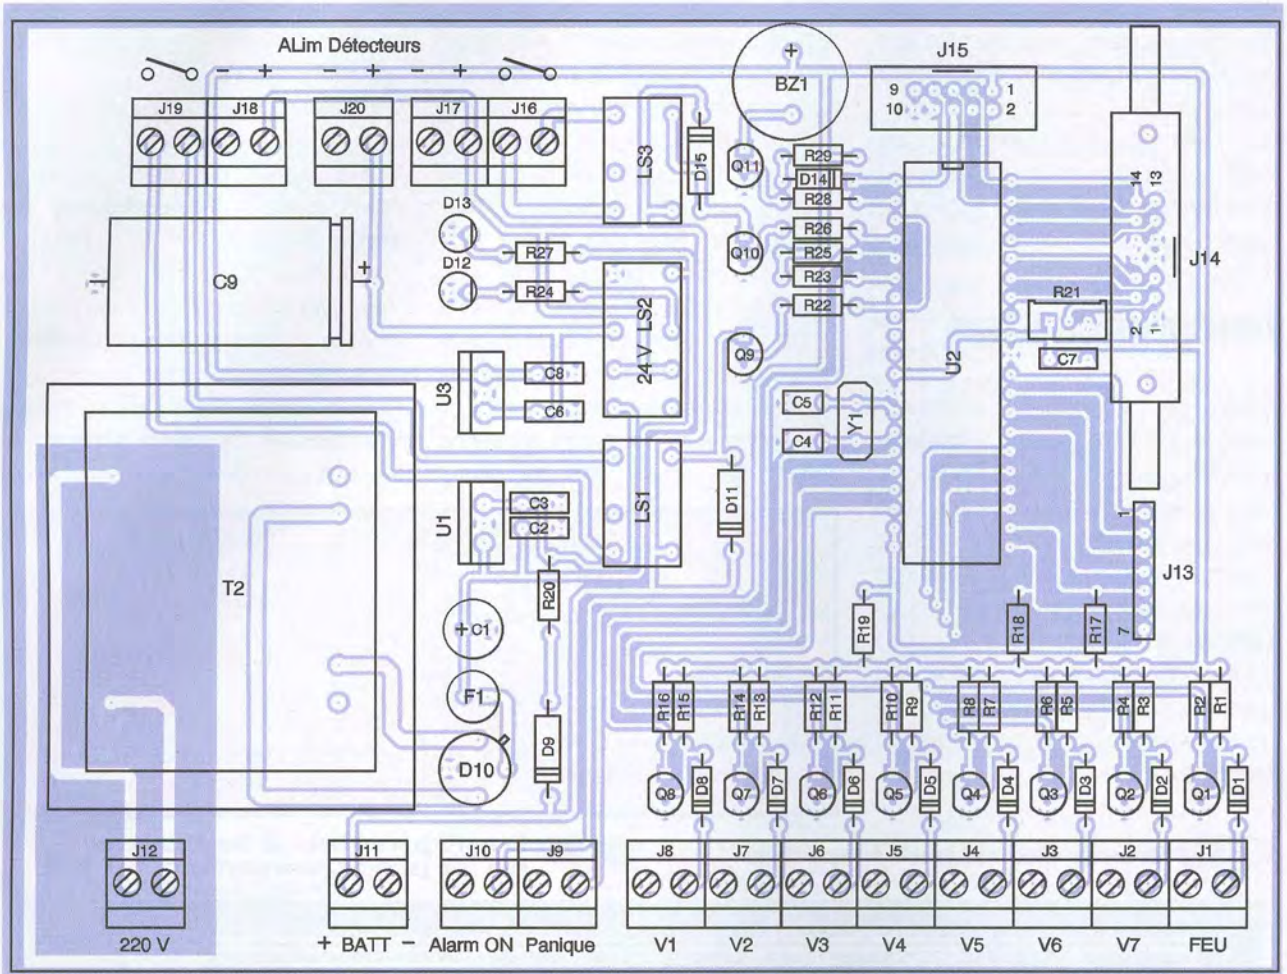 ALim Détecteurs
− + − + − +
J19 J18 J20 J17 J16
+
BZ1
J15
9 1
10 2
LS3
D15
Q11
R29
D14
R28
14 13
D13
R26
Q10
R25
D12
R27
R23
R24
R22
C9
+
J14
R21
2 1
24 V LS2
Q9
U2
C7
U3
C8
C6
C5
C4
Y1
LS1
D11
U1
C3
C2
1
J13
7
T2
R20
+ C1
F1
D10
D9
R19
R18
R17
R16 R15 R14 R13 R12 R11 R10 R9 R8 R7 R6 R5 R4 R3 R2 R1
Q8 D8 Q7 D7 Q6 D6 Q5 D5 Q4 D4 Q3 D3 Q2 D2 Q1 D1
J12 J11 J10 J9 J8 J7 J6 J5 J4 J3 J2 J1
220 V + BATT − Alarm ON Panique V1 V2 V3 V4 V5 V6 V7 FEU